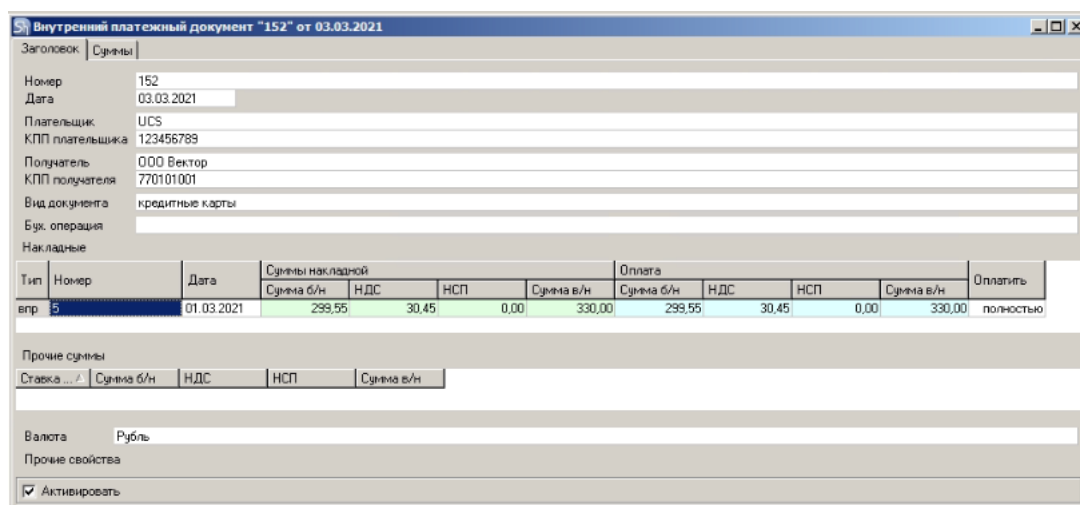 Sh Внутренний платежный документ "152" от 03.03.2021
Заголовок Суммы
Номер 152
Дата 03.03.2021
Плательщик UCS
КПП плательщика 123456789
Получатель ООО Вектор
КПП получателя 770101001
Вид документа кредитные карты
Бух. операция
Накладные
Тип Номер Дата Суммы накладной Оплата Оплатить
Сумма б/н НДС НСП Сумма в/н Сумма б/н НДС НСП Сумма в/н
впр 5 01.03.2021 299,55 30,45 0,00 330,00 299,55 30,45 0,00 330,00 полностью
Прочие суммы
Ставка ... Сумма б/н НДС НСП Сумма в/н
Валюта Рубль
Прочие свойства
Активировать